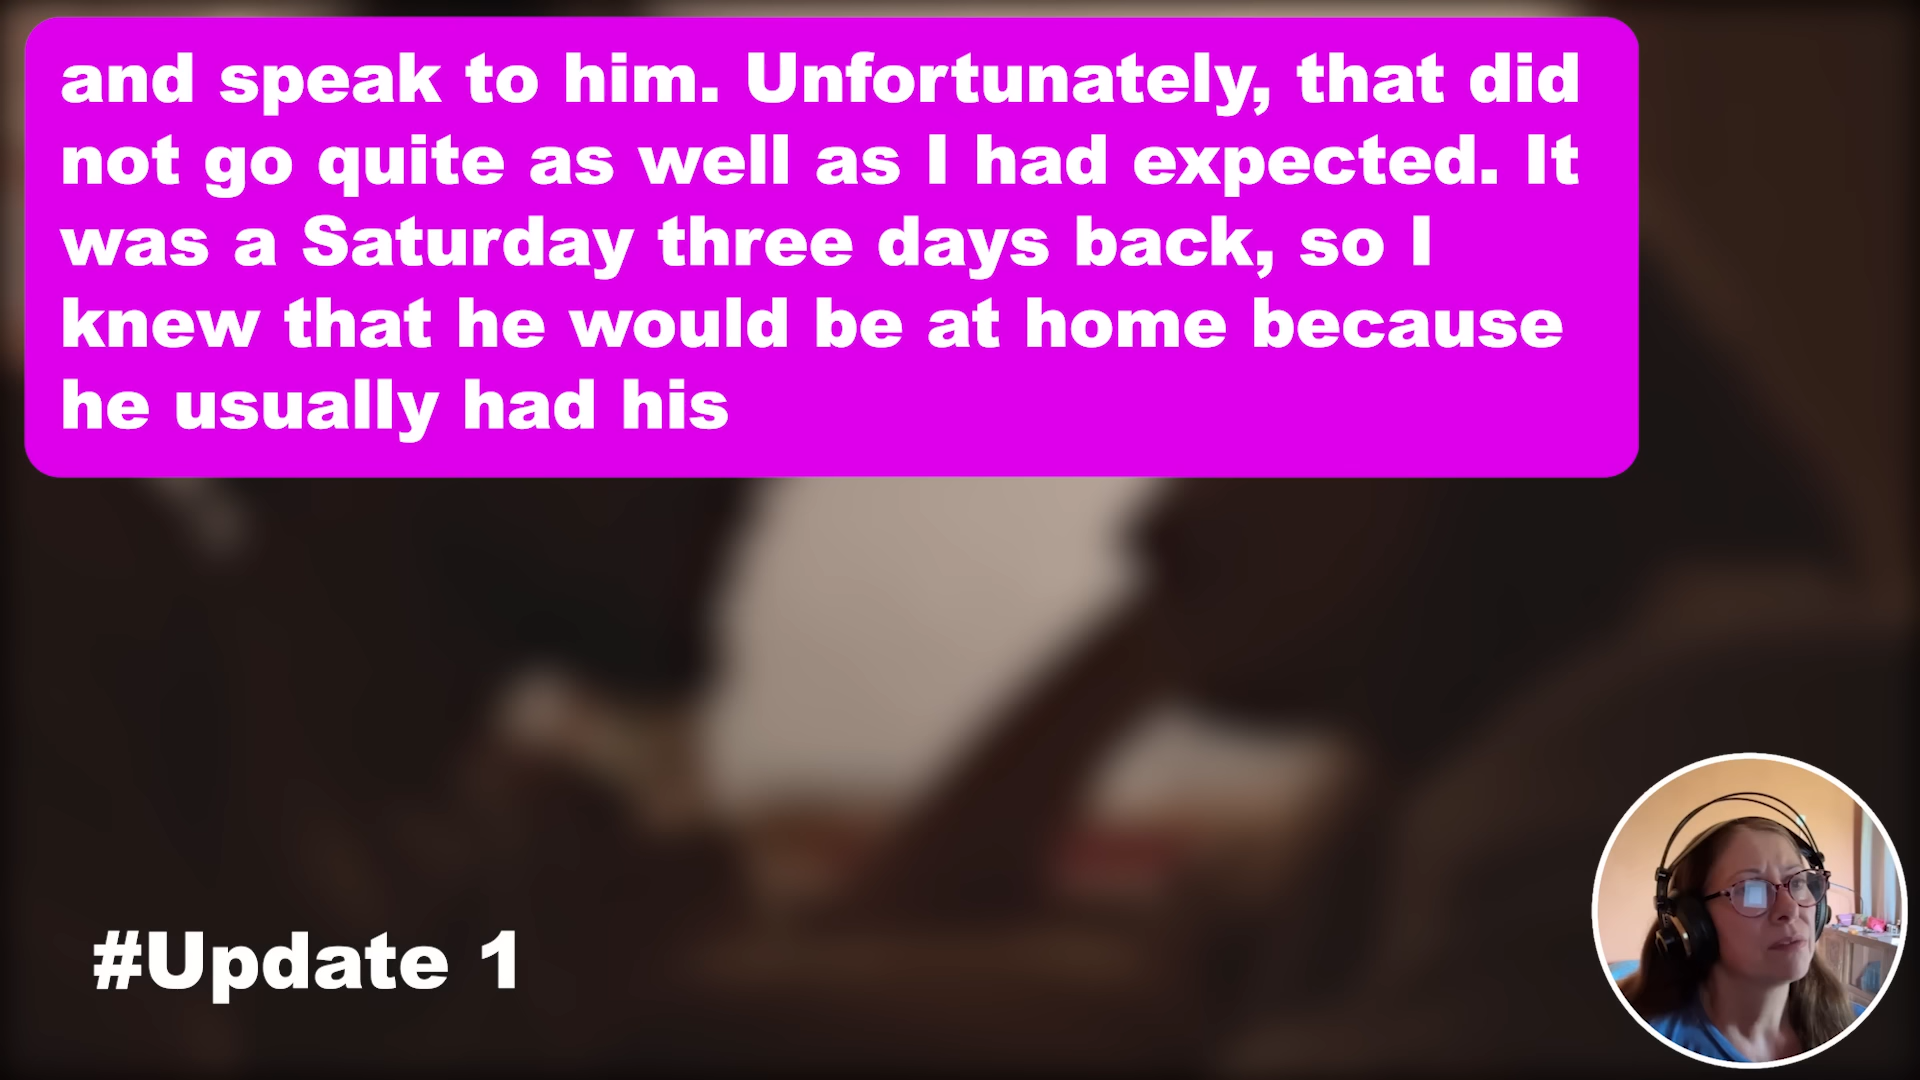 and speak to him. Unfortunately, that did
not go quite as well as I had expected. It
was a Saturday three days back, so I
knew that he would be at home because
he usually had his
#Update 1